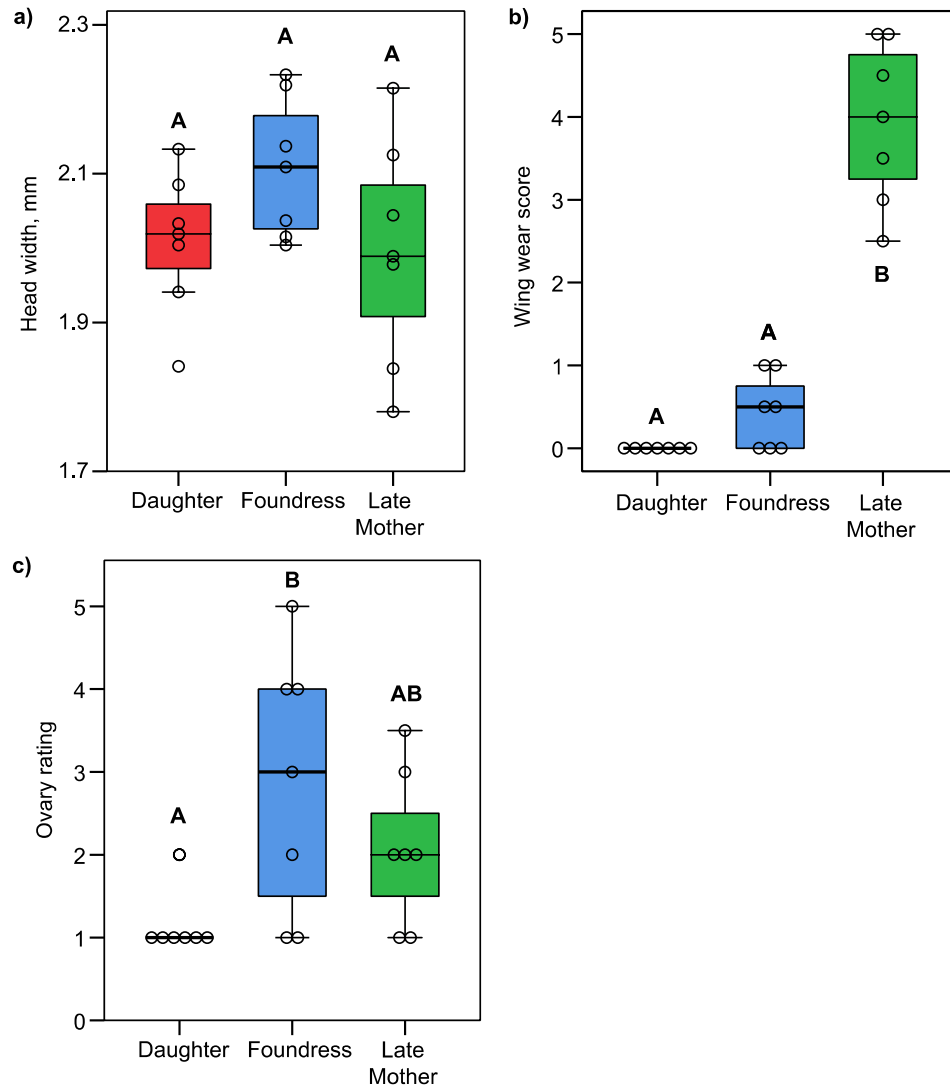 a)
2.3
2.1
1.9
1.7
Head width, mm
A
A
A
Daughter
Foundress
Late
Mother
b)
5
4
3
2
1
0
Wing wear score
A
A
B
Daughter
Foundress
Late
Mother
c)
5
4
3
2
1
0
Ovary rating
A
B
AB
Daughter
Foundress
Late
Mother